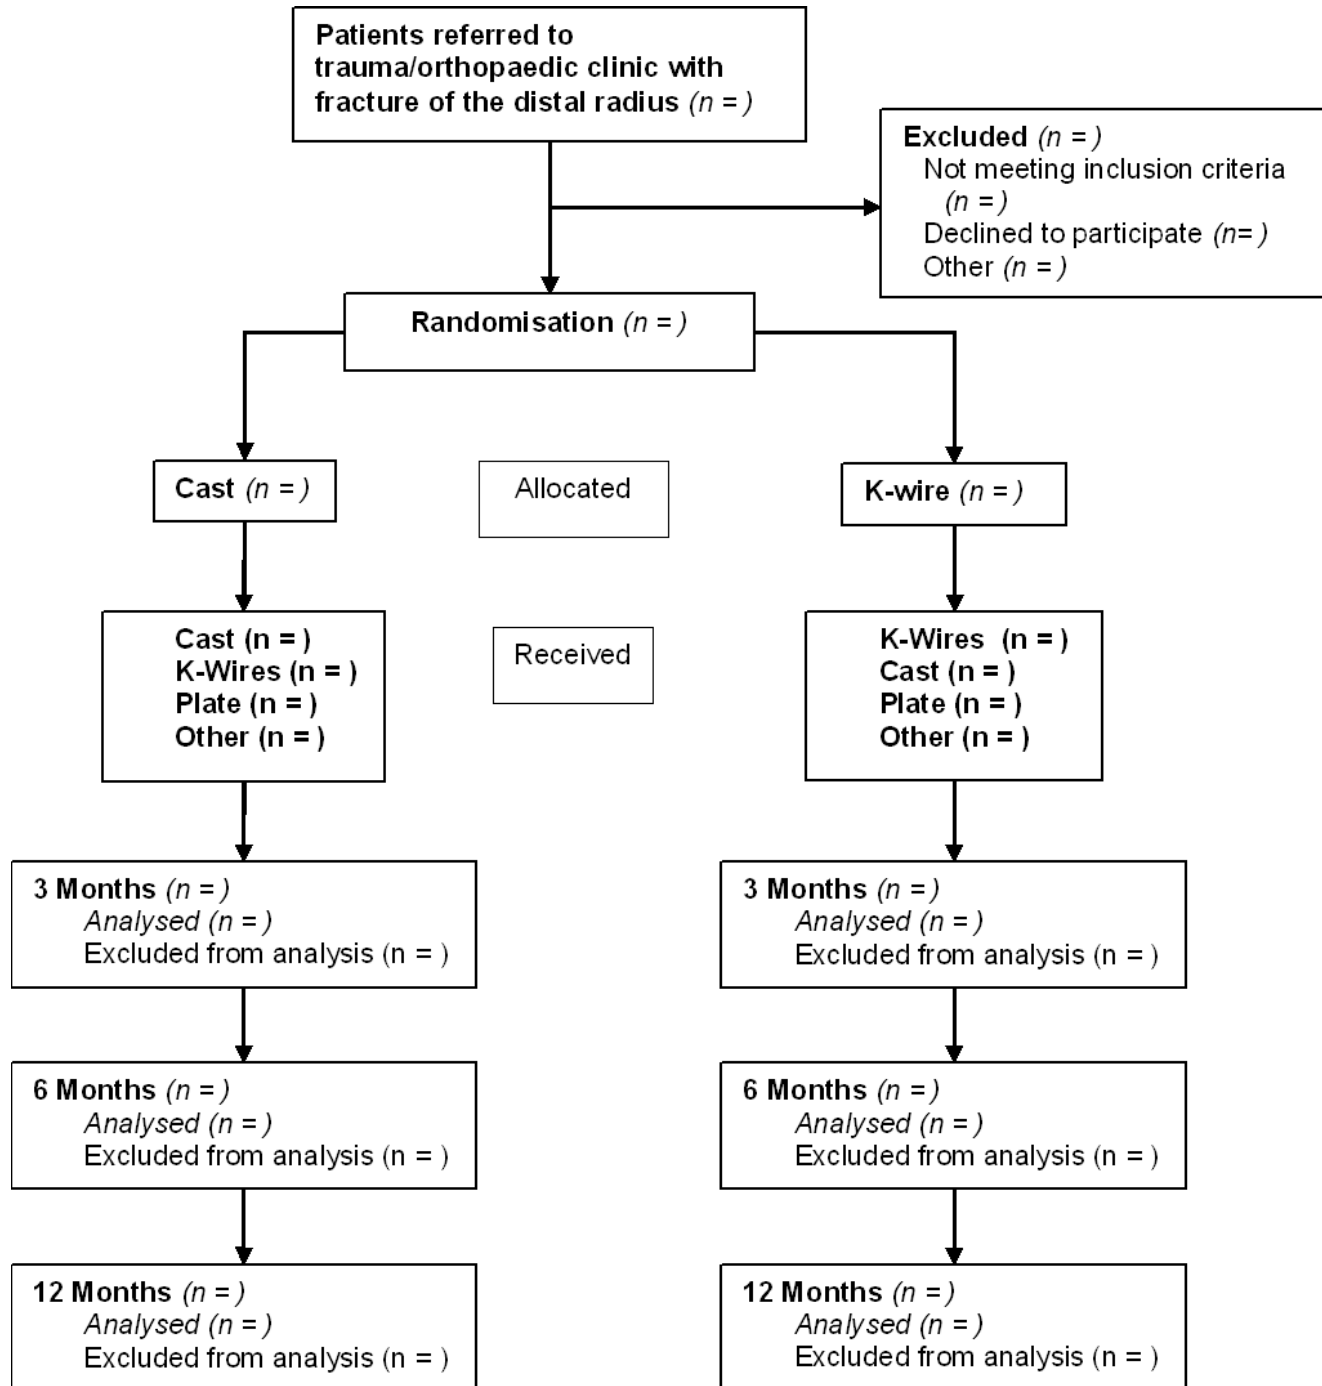 Patients referred to
trauma/orthopaedic clinic with
fracture of the distal radius (n = )
Excluded (n = )
Not meeting inclusion criteria
(n = )
Declined to participate (n= )
Other (n = )
Randomisation (n = )
Cast (n = )
Allocated
K-wire (n = )
Cast (n = )
K-Wires (n = )
Plate (n = )
Other (n = )
Received
K-Wires (n = )
Cast (n = )
Plate (n = )
Other (n = )
3 Months (n = )
Analysed (n = )
Excluded from analysis (n = )
3 Months (n = )
Analysed (n = )
Excluded from analysis (n = )
6 Months (n = )
Analysed (n = )
Excluded from analysis (n = )
6 Months (n = )
Analysed (n = )
Excluded from analysis (n = )
12 Months (n = )
Analysed (n = )
Excluded from analysis (n = )
12 Months (n = )
Analysed (n = )
Excluded from analysis (n = )